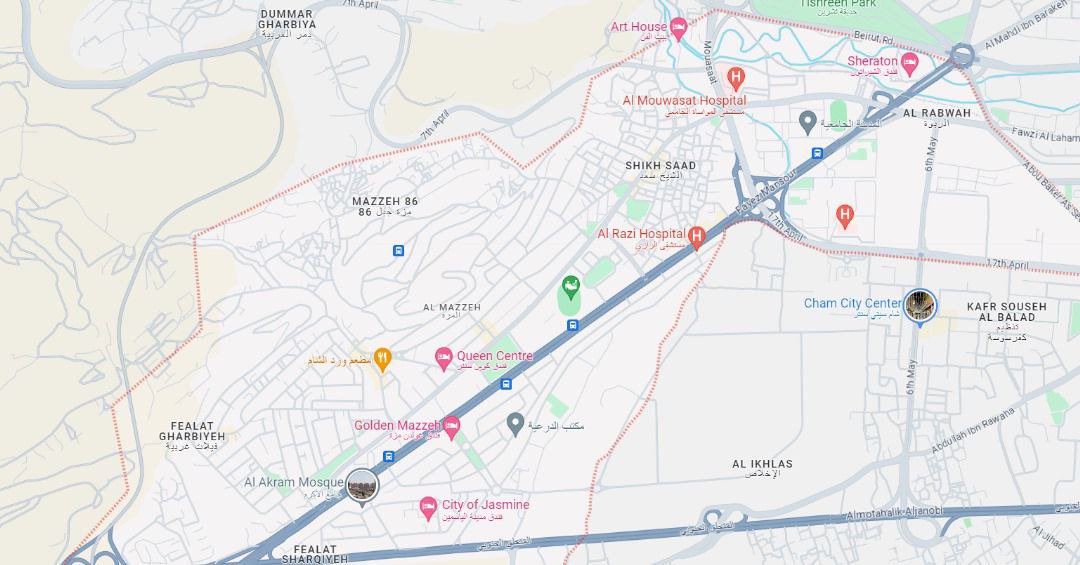 DUMMAR
GHARBIYA
دمر الغربية
7th April
Tishreen Park
حديقة تشرين
Al Mahdi Ibn Barakeh
Art House
بيت الفن
Mouasaat
Beirut Rd
Sheraton
فندق الشيراتون
Al Mouwasat Hospital
مستشفى المواساة الجامعي
المدينة الجامعية
AL RABWAH
الربوة
7th April
6th May
Fawzi Al Laham
SHIKH SAAD
الشيخ سعد
MAZZEH 86
مزة جبل 86
Fayez Mansour
17th April
Al Razi Hospital
مستشفى الرازي
17th April
Cham City Center
شام سيتي سنتر
KAFR SOUSEH
AL BALAD
تنظيم
كفرسوسة
AL MAZZEH
المزة
مطعم ورد الشام
Queen Centre
فندق كوين سنتر
6th May
Golden Mazzeh
فندق غولدن مزة
مكتب الدرعية
FEALAT
GHARBIYEH
فيلات غربية
Abdullah Ibn Rawaha
AL IKHLAS
الإخلاص
Al Akram Mosque
جامع الأكرم
City of Jasmine
فندق مدينة الياسمين
Almotahalik Aljanobi
المتحلق الجنوبي
المتحلق الجنوبي
Al Jihad
FEALAT
SHARQIYEH